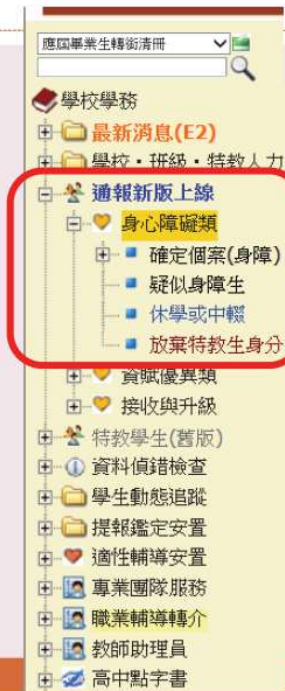 應屆畢業生轉銜清冊
學校學務
最新消息(E2)
學校・班級・特教人力
通報新版上線
身心障礙類
確定個案(身障)
疑似身障生
休學或中輟
放棄特教生身分
資賦優異類
接收與升級
特教學生(舊版)
資料偵錯檢查
學生動態追蹤
提報鑑定安置
適性輔導安置
專業團隊服務
職業輔導轉介
教師助理員
高中點字書